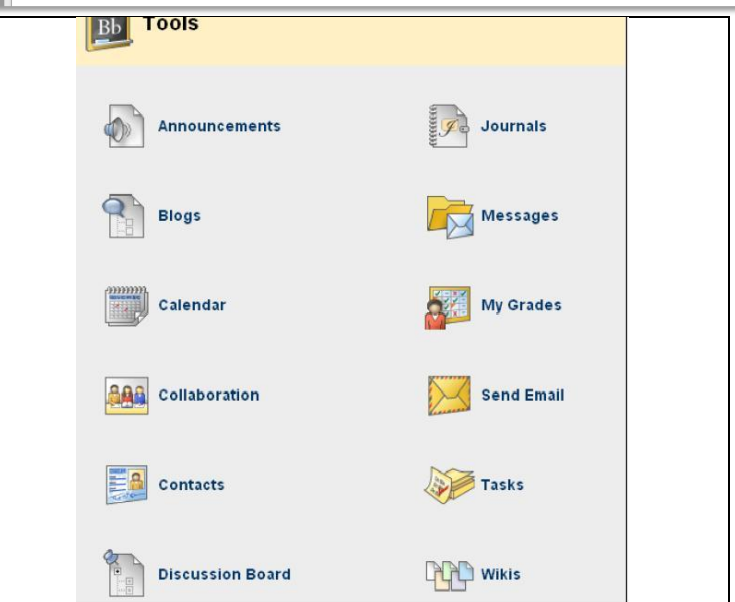 Bb Tools
Announcements
Journals
Blogs
Messages
Calendar
My Grades
Collaboration
Send Email
Contacts
Tasks
Discussion Board
Wikis